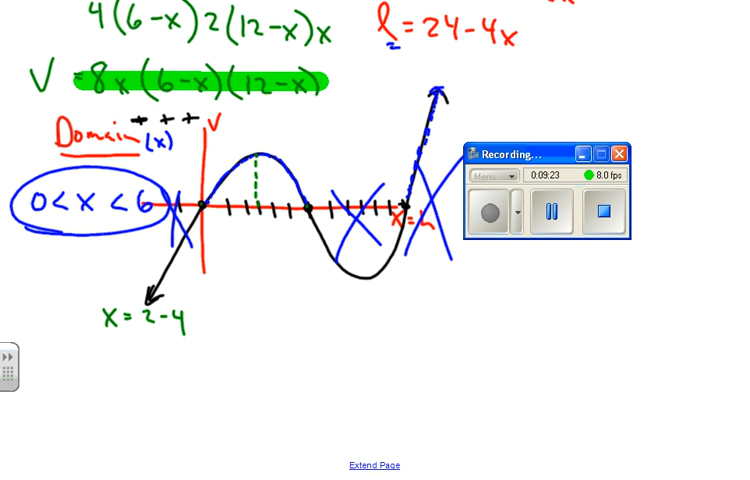 4(6-x)2(12-x)x
l₂ = 24-4x
V = 8x(6-x)(12-x)
+ + +
Domain (x)
V
0 < x < 6
x = h
x = 2-4
Recording...
Menu
0:09:23
8.0 fps
Extend Page